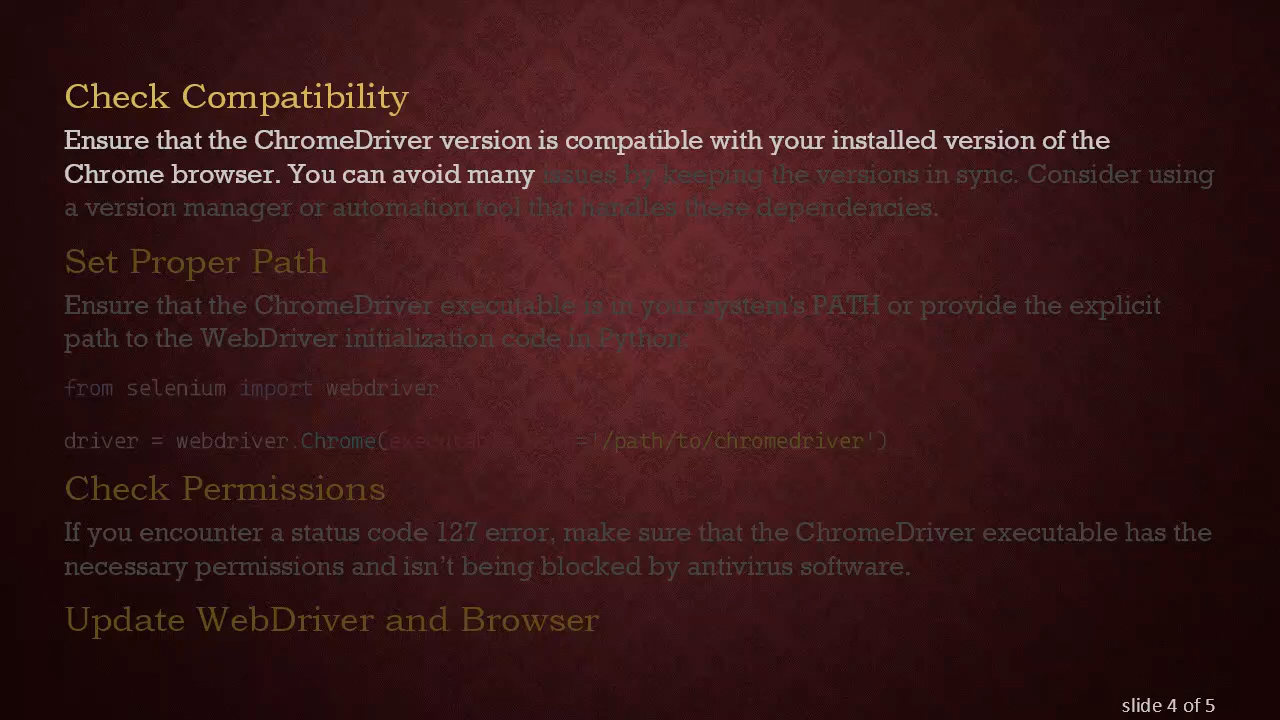 Check Compatibility
Ensure that the ChromeDriver version is compatible with your installed version of the
Chrome browser. You can avoid many issues by keeping the versions in sync. Consider using
a version manager or automation tool that handles these dependencies.
Set Proper Path
Ensure that the ChromeDriver executable is in your system's PATH or provide the explicit
path to the WebDriver initialization code in Python.
from selenium import webdriver
driver = webdriver.Chrome(executable_path='/path/to/chromedriver')
Check Permissions
If you encounter a status code 127 error, make sure that the ChromeDriver executable has the
necessary permissions and isn’t being blocked by antivirus software.
Update WebDriver and Browser
slide 4 of 5